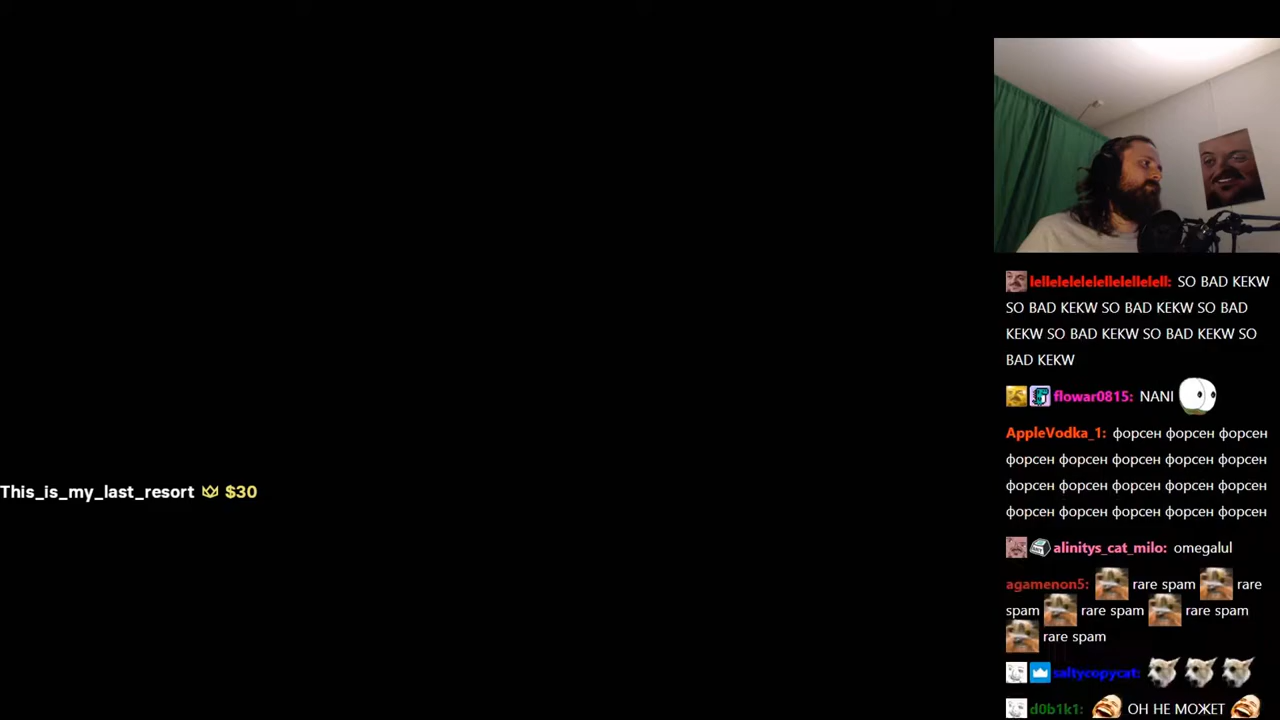 lellelelelellelellelell: SO BAD KEKW
SO BAD KEKW SO BAD KEKW SO BAD
KEKW SO BAD KEKW SO BAD KEKW SO
BAD KEKW
flowar0815: NANI
AppleVodka_1: форсен форсен форсен
форсен форсен форсен форсен форсен
форсен форсен форсен форсен форсен
форсен форсен форсен форсен форсен
This_is_my_last_resort $30
alinitys_cat_milo: omegalul
agamenon5: rare spam rare
spam rare spam rare spam
rare spam
saltycopycat:
d0b1k1: ОН НЕ МОЖЕТ